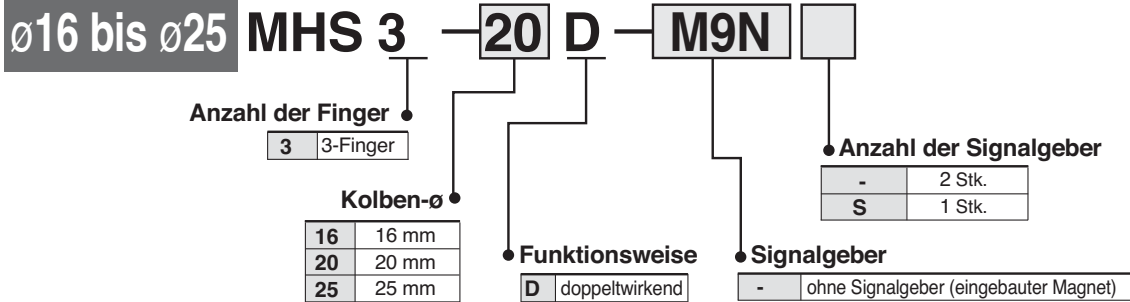 ø16 bis ø25 MHS 3 — 20 D — M9N
Anzahl der Finger
3 3-Finger
Kolben-ø
16 16 mm
20 20 mm
25 25 mm
Funktionsweise
D doppeltwirkend
Signalgeber
- ohne Signalgeber (eingebauter Magnet)
Anzahl der Signalgeber
- 2 Stk.
S 1 Stk.